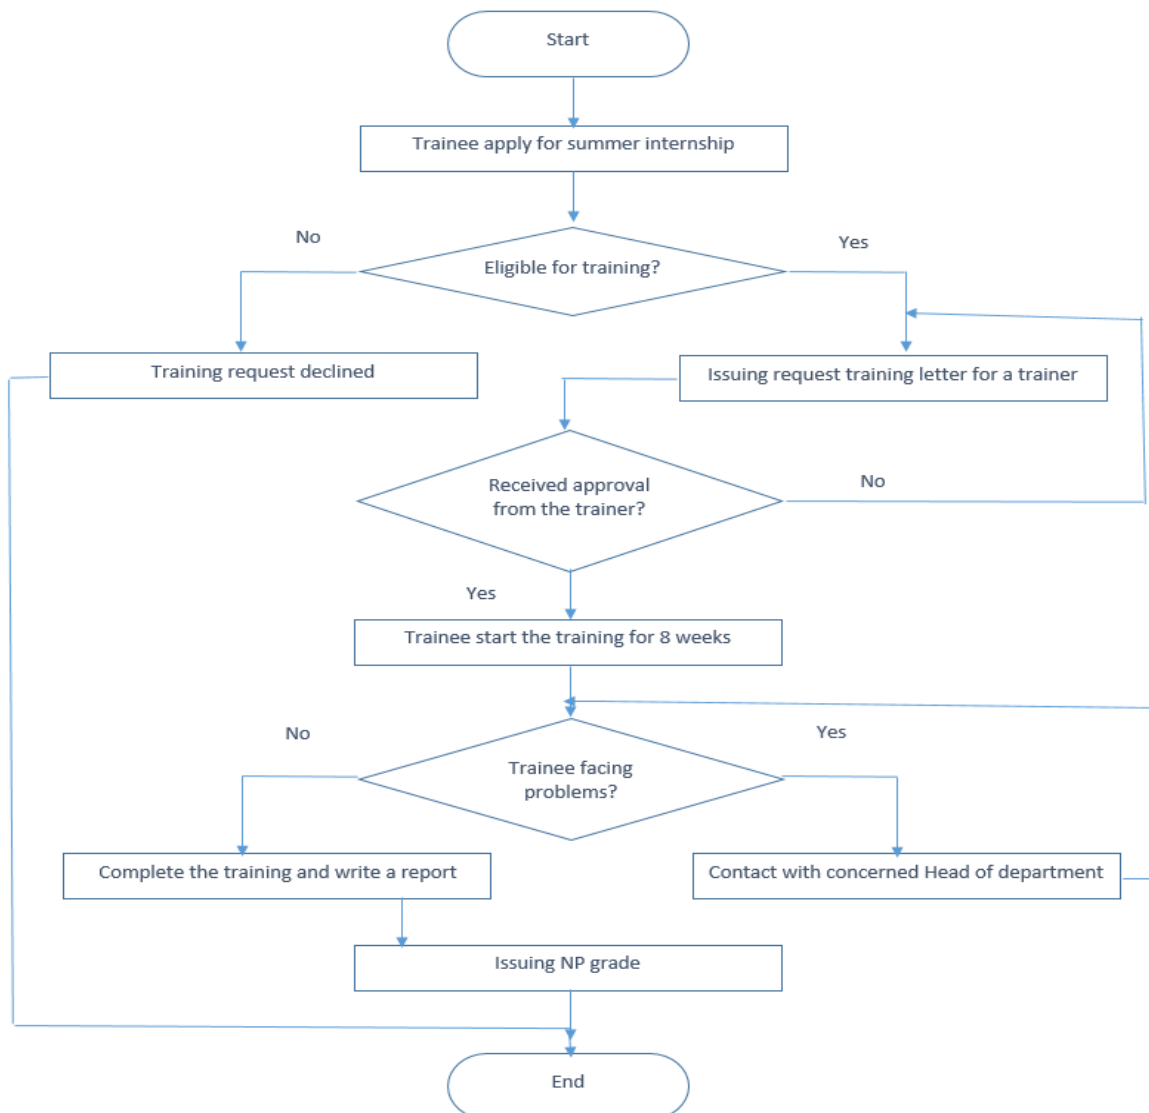 Start
Trainee apply for summer internship
No
Yes
Eligible for training?
Training request declined
Issuing request training letter for a trainer
Received approval
from the trainer?
No
Yes
Trainee start the training for 8 weeks
No
Yes
Trainee facing
problems?
Complete the training and write a report
Contact with concerned Head of department
Issuing NP grade
End